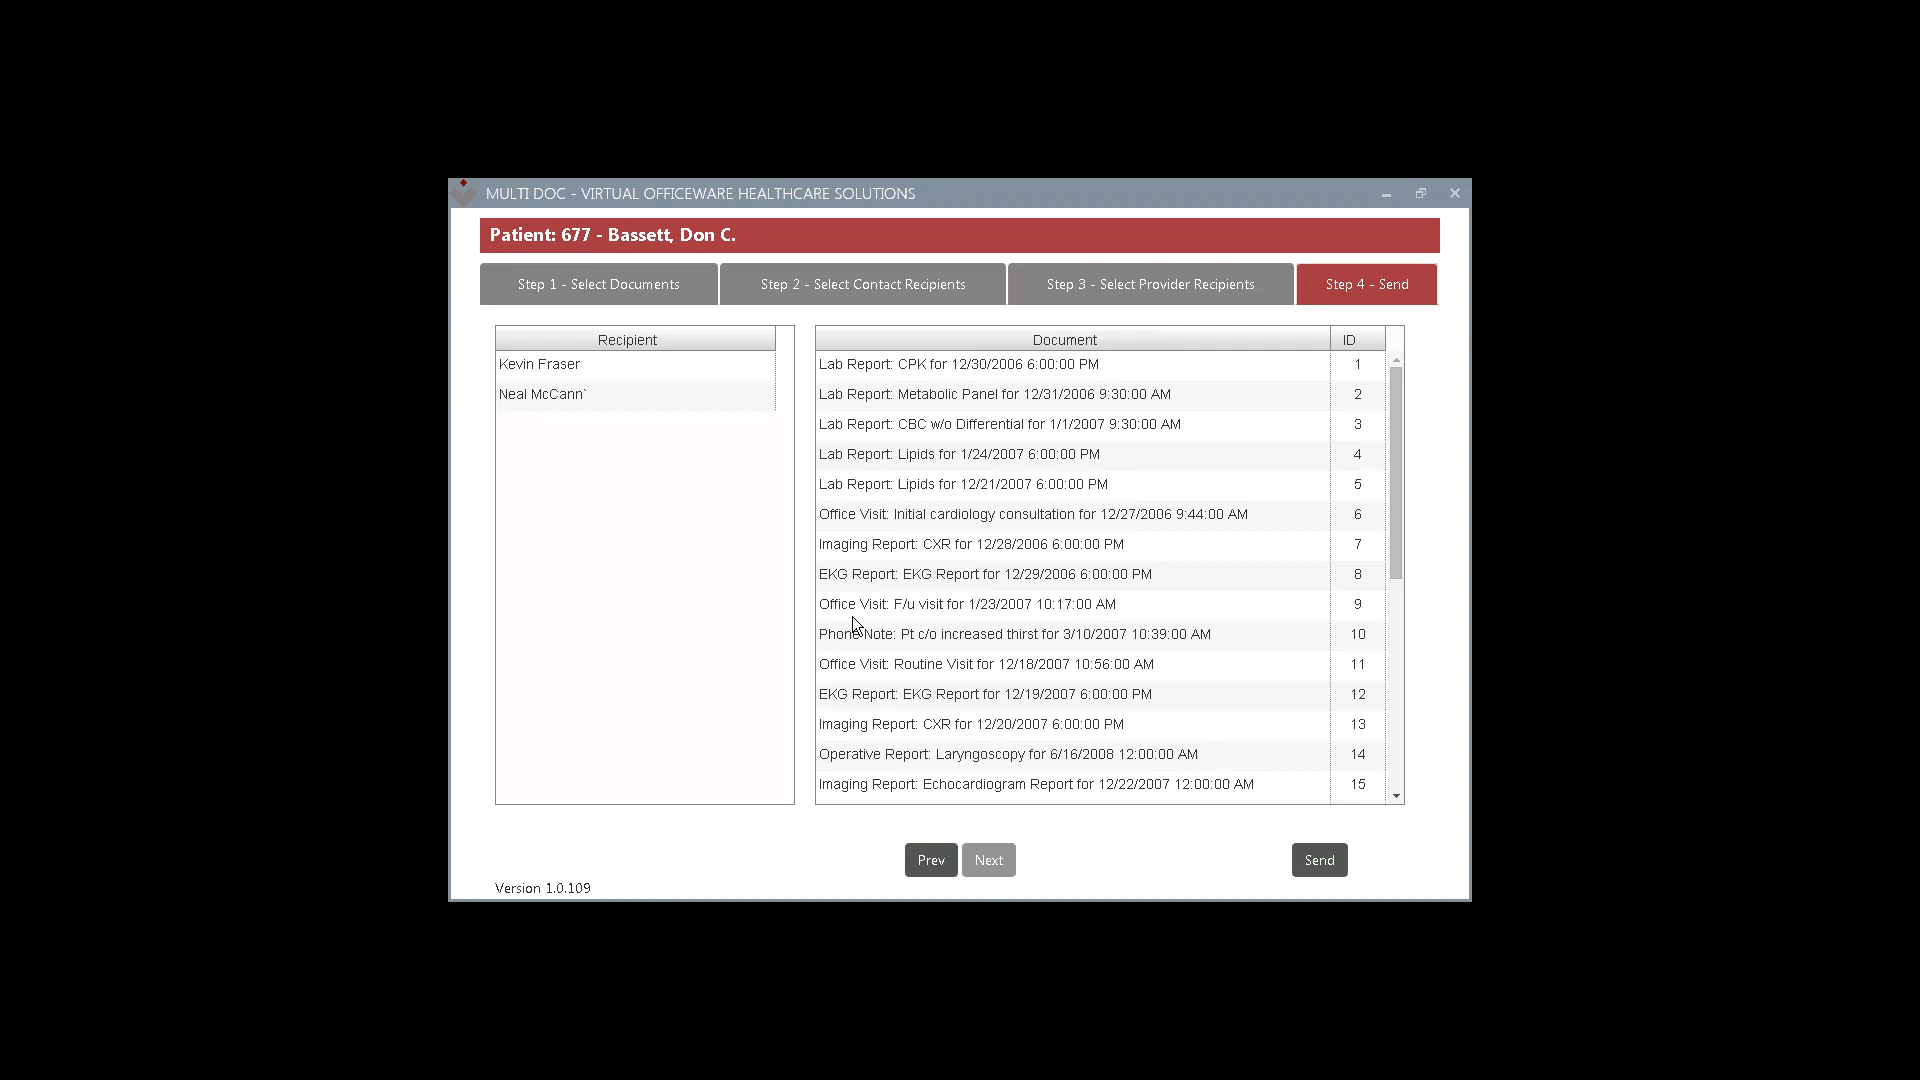 MULTI DOC - VIRTUAL OFFICEWARE HEALTHCARE SOLUTIONS
Patient: 677 - Bassett, Don C.
Step 1 - Select Documents
Step 2 - Select Contact Recipients
Step 3 - Select Provider Recipients
Step 4 - Send
Recipient
Kevin Fraser
Neal McCann`
Document ID
Lab Report: CPK for 12/30/2006 6:00:00 PM 1
Lab Report: Metabolic Panel for 12/31/2006 9:30:00 AM 2
Lab Report: CBC w/o Differential for 1/1/2007 9:30:00 AM 3
Lab Report: Lipids for 1/24/2007 6:00:00 PM 4
Lab Report: Lipids for 12/21/2007 6:00:00 PM 5
Office Visit: Initial cardiology consultation for 12/27/2006 9:44:00 AM 6
Imaging Report: CXR for 12/28/2006 6:00:00 PM 7
EKG Report: EKG Report for 12/29/2006 6:00:00 PM 8
Office Visit: F/u visit for 1/23/2007 10:17:00 AM 9
Phone Note: Pt c/o increased thirst for 3/10/2007 10:39:00 AM 10
Office Visit: Routine Visit for 12/18/2007 10:56:00 AM 11
EKG Report: EKG Report for 12/19/2007 6:00:00 PM 12
Imaging Report: CXR for 12/20/2007 6:00:00 PM 13
Operative Report: Laryngoscopy for 6/16/2008 12:00:00 AM 14
Imaging Report: Echocardiogram Report for 12/22/2007 12:00:00 AM 15
Prev
Next
Send
Version 1.0.109